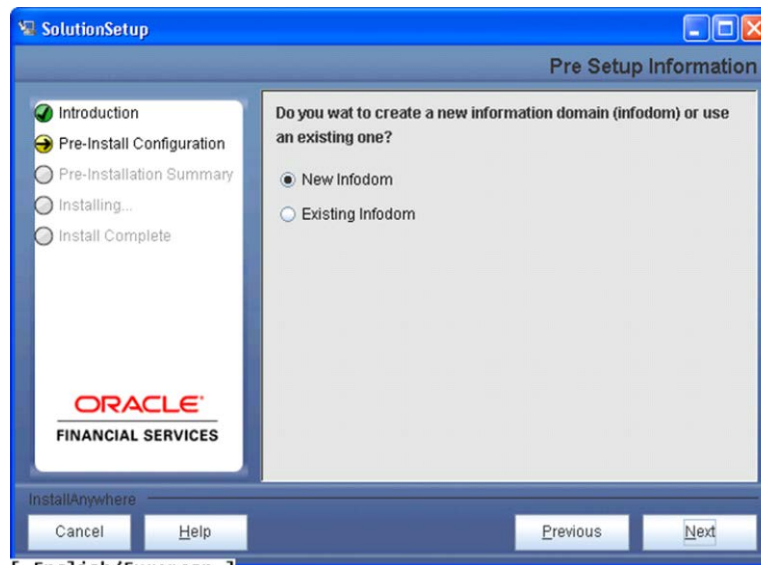 SolutionSetup
Pre Setup Information
Introduction
Pre-Install Configuration
Pre-Installation Summary
Installing...
Install Complete
ORACLE®
FINANCIAL SERVICES
Do you wat to create a new information domain (infodom) or use
an existing one?
New Infodom
Existing Infodom
InstallAnywhere
Cancel
Help
Previous
Next